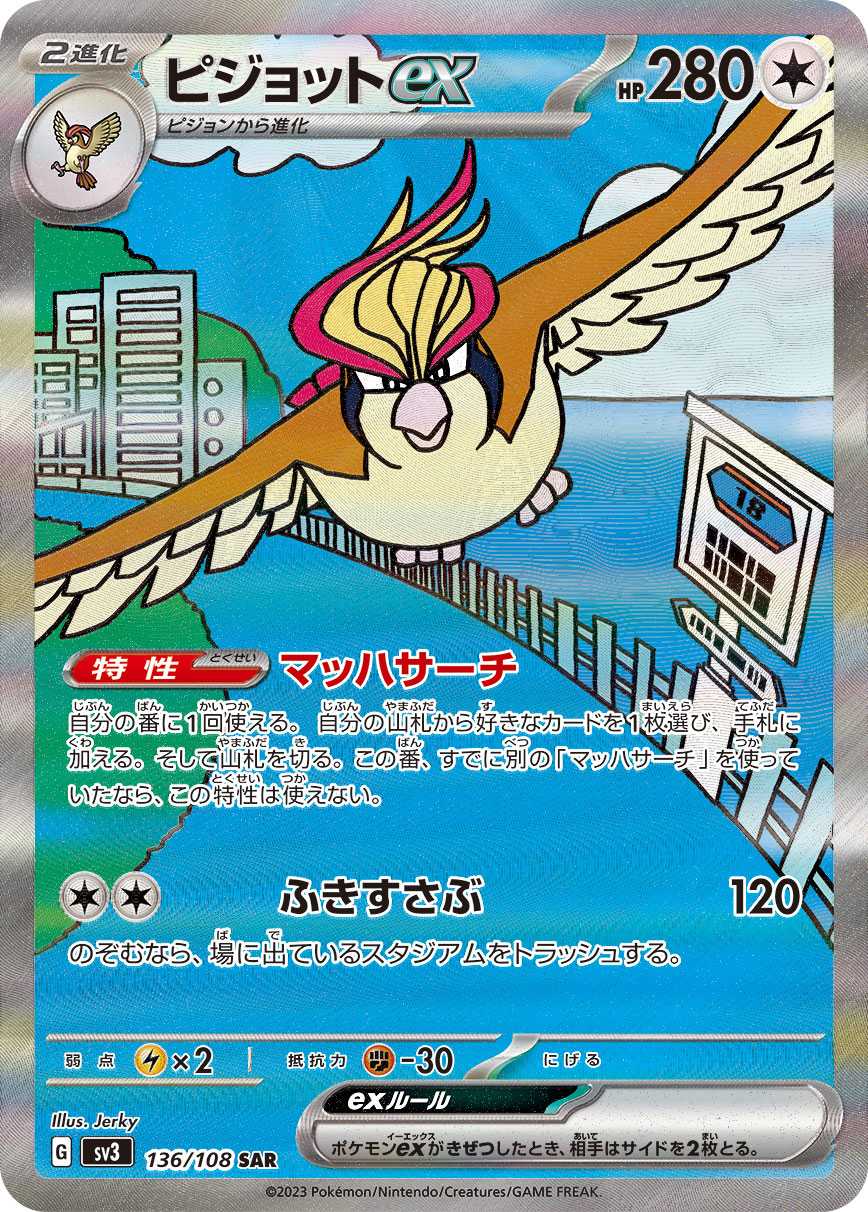 2進化
ピジョットex
HP280
ピジョンから進化
18
特性 とくせい マッハサーチ
自分の番に1回使える。自分の山札から好きなカードを1枚選び、手札に
加える。そして山札を切る。この番、すでに別の「マッハサーチ」を使って
いたなら、この特性は使えない。
ふきすさぶ 120
のぞむなら、場に出ているスタジアムをトラッシュする。
弱点 ×2 抵抗力 -30 にげる
exルール
ポケモンexがきぜつしたとき、相手はサイドを2枚とる。
Illus. Jerky
G sv3 136/108 SAR
©2023 Pokémon/Nintendo/Creatures/GAME FREAK.